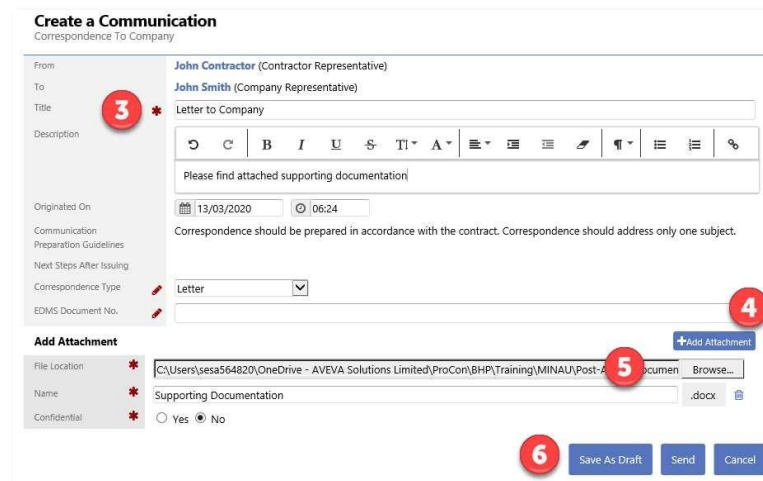 Create a Communication
Correspondence To Company
From John Contractor (Contractor Representative)
To John Smith (Company Representative)
Title 3 * Letter to Company
Description
B I U S TI A
Please find attached supporting documentation
Originated On 13/03/2020 06:24
Communication
Preparation Guidelines
Correspondence should be prepared in accordance with the contract. Correspondence should address only one subject.
Next Steps After Issuing
Correspondence Type Letter
EDMS Document No.
4
Add Attachment +Add Attachment
File Location * C:\Users\sesa564820\OneDrive - AVEVA Solutions Limited\ProCon\BHP\Training\MINAU\Post- 5 Browse...
Name * Supporting Documentation .docx
Confidential * Yes No
6 Save As Draft Send Cancel